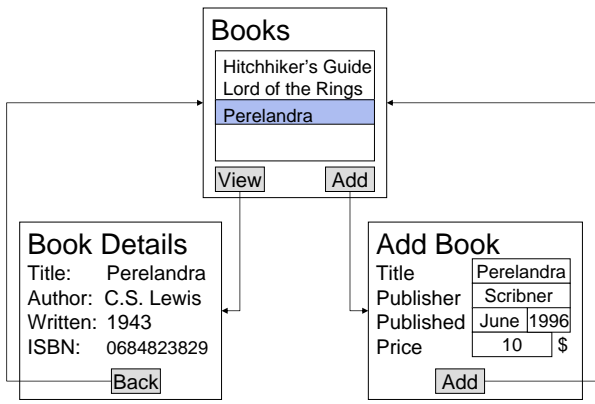 Books
Hitchhiker's Guide
Lord of the Rings
Perelandra
View Add
Book Details
Title: Perelandra
Author: C.S. Lewis
Written: 1943
ISBN: 0684823829
Back
Add Book
Title Perelandra
Publisher Scribner
Published June 1996
Price 10 $
Add